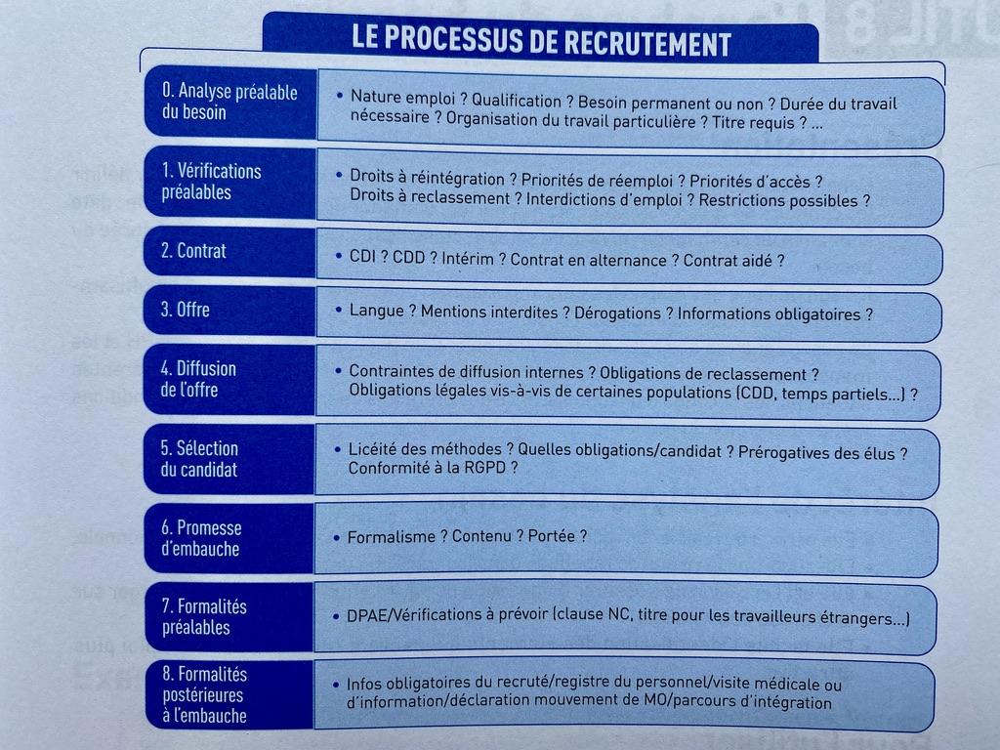 UTIL 8
LE PROCESSUS DE RECRUTEMENT
0. Analyse préalable
du besoin
• Nature emploi ? Qualification ? Besoin permanent ou non ? Durée du travail
nécessaire ? Organisation du travail particulière ? Titre requis ? ...
1. Vérifications
préalables
• Droits à réintégration ? Priorités de réemploi ? Priorités d'accès ?
Droits à reclassement ? Interdictions d'emploi ? Restrictions possibles ?
2. Contrat
• CDI ? CDD ? Intérim ? Contrat en alternance ? Contrat aidé ?
3. Offre
• Langue ? Mentions interdites ? Dérogations ? Informations obligatoires ?
4. Diffusion
de l'offre
• Contraintes de diffusion internes ? Obligations de reclassement ?
Obligations légales vis-à-vis de certaines populations (CDD, temps partiels...) ?
5. Sélection
du candidat
• Licéité des méthodes ? Quelles obligations/candidat ? Prérogatives des élus ?
Conformité à la RGPD ?
6. Promesse
d'embauche
• Formalisme ? Contenu ? Portée ?
7. Formalités
préalables
• DPAE/Vérifications à prévoir (clause NC, titre pour les travailleurs étrangers...)
8. Formalités
postérieures
à l'embauche
• Infos obligatoires du recruté/registre du personnel/visite médicale ou
d'information/déclaration mouvement de MO/parcours d'intégration